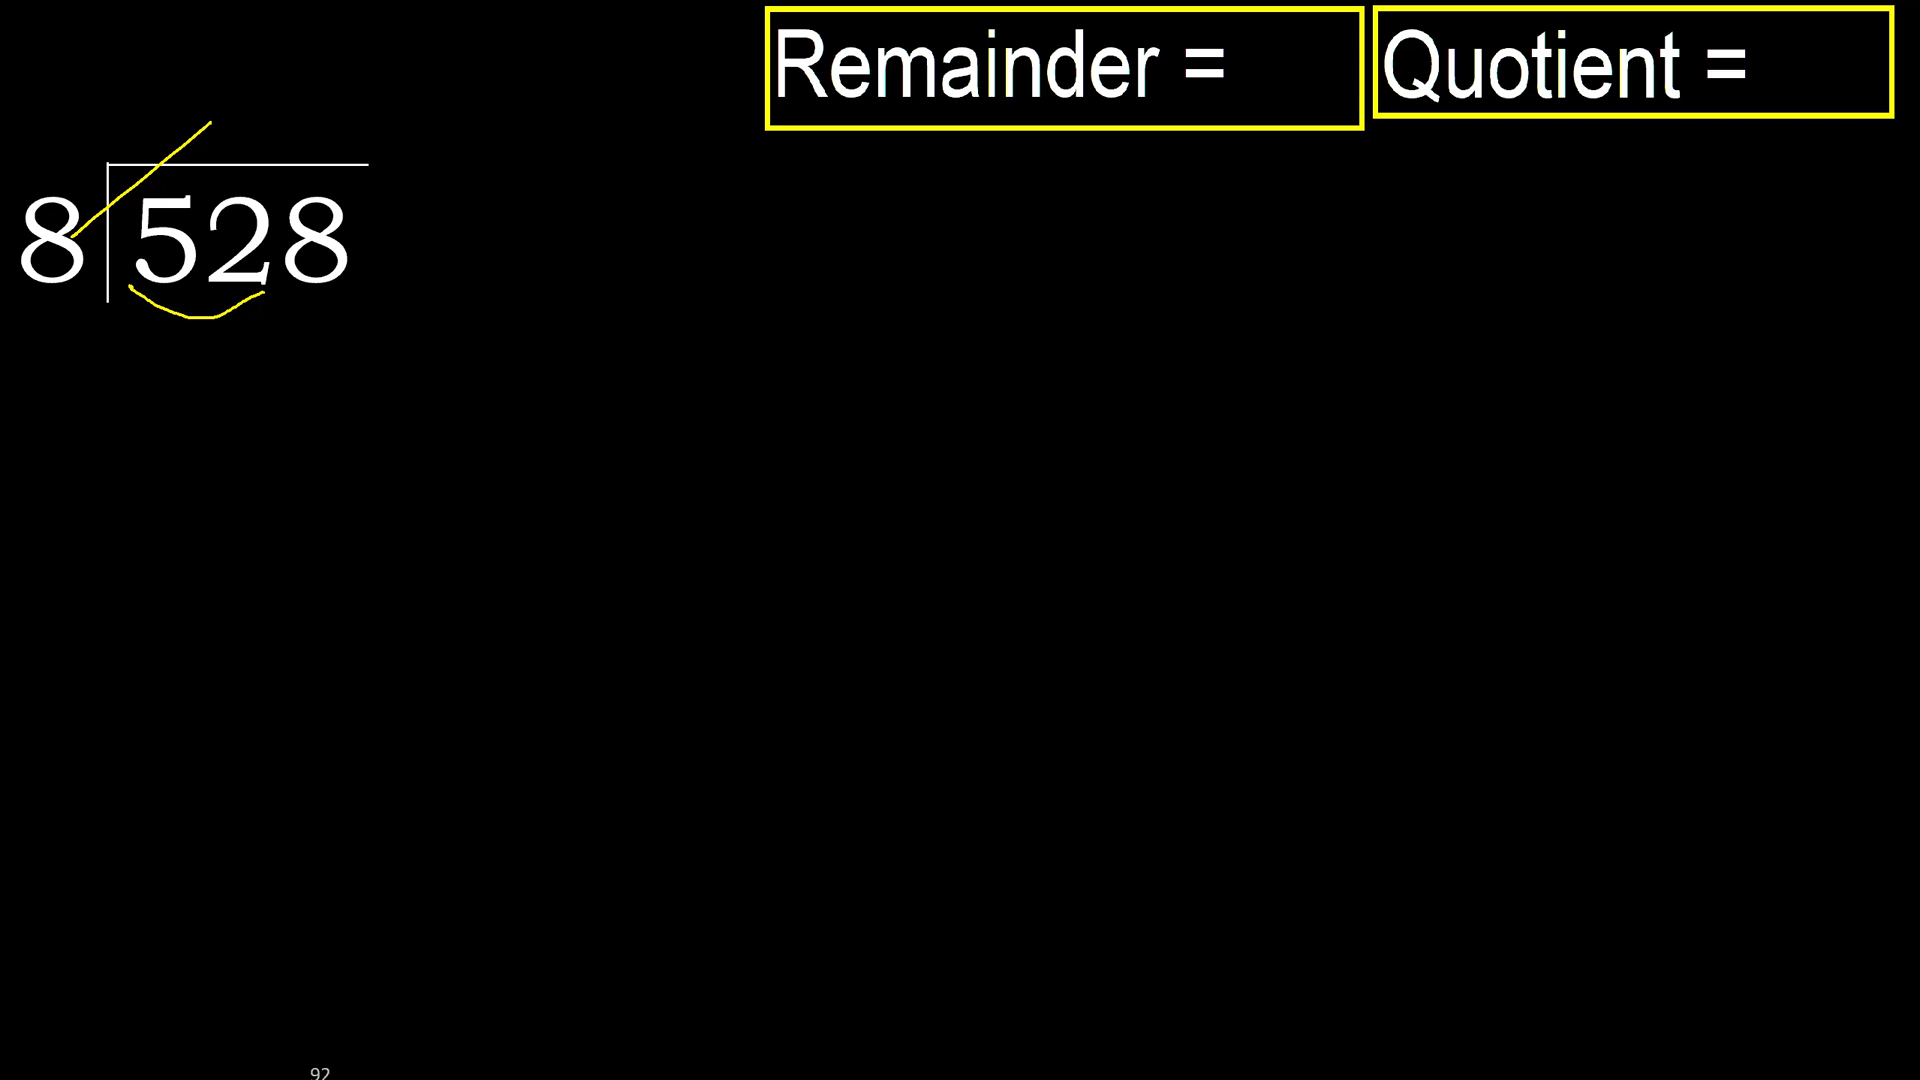 Remainder = Quotient =
8 528
92